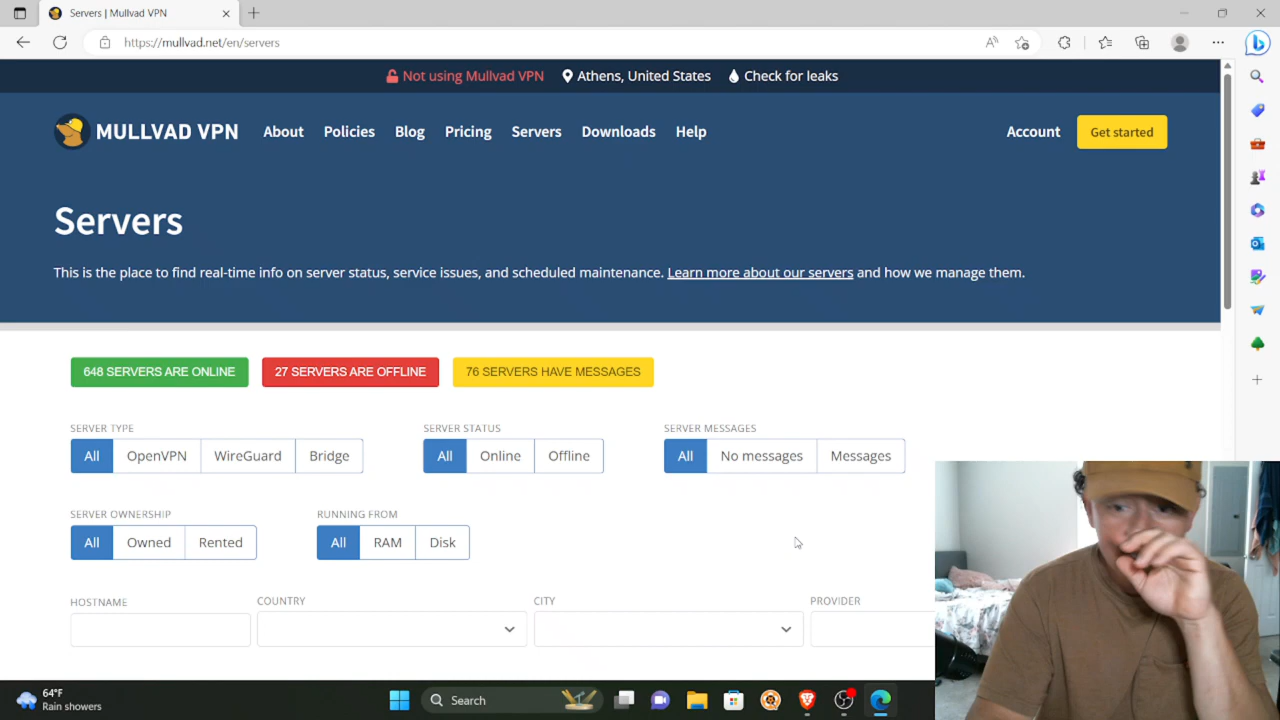 Servers | Mullvad VPN
https://mullvad.net/en/servers
Not using Mullvad VPN Athens, United States Check for leaks
MULLVAD VPN About Policies Blog Pricing Servers Downloads Help Account Get started
Servers
This is the place to find real-time info on server status, service issues, and scheduled maintenance. Learn more about our servers and how we manage them.
648 SERVERS ARE ONLINE 27 SERVERS ARE OFFLINE 76 SERVERS HAVE MESSAGES
SERVER TYPE SERVER STATUS SERVER MESSAGES
All OpenVPN WireGuard Bridge All Online Offline All No messages Messages
SERVER OWNERSHIP RUNNING FROM
All Owned Rented All RAM Disk
HOSTNAME COUNTRY CITY PROVIDER
64°F
Rain showers
Search